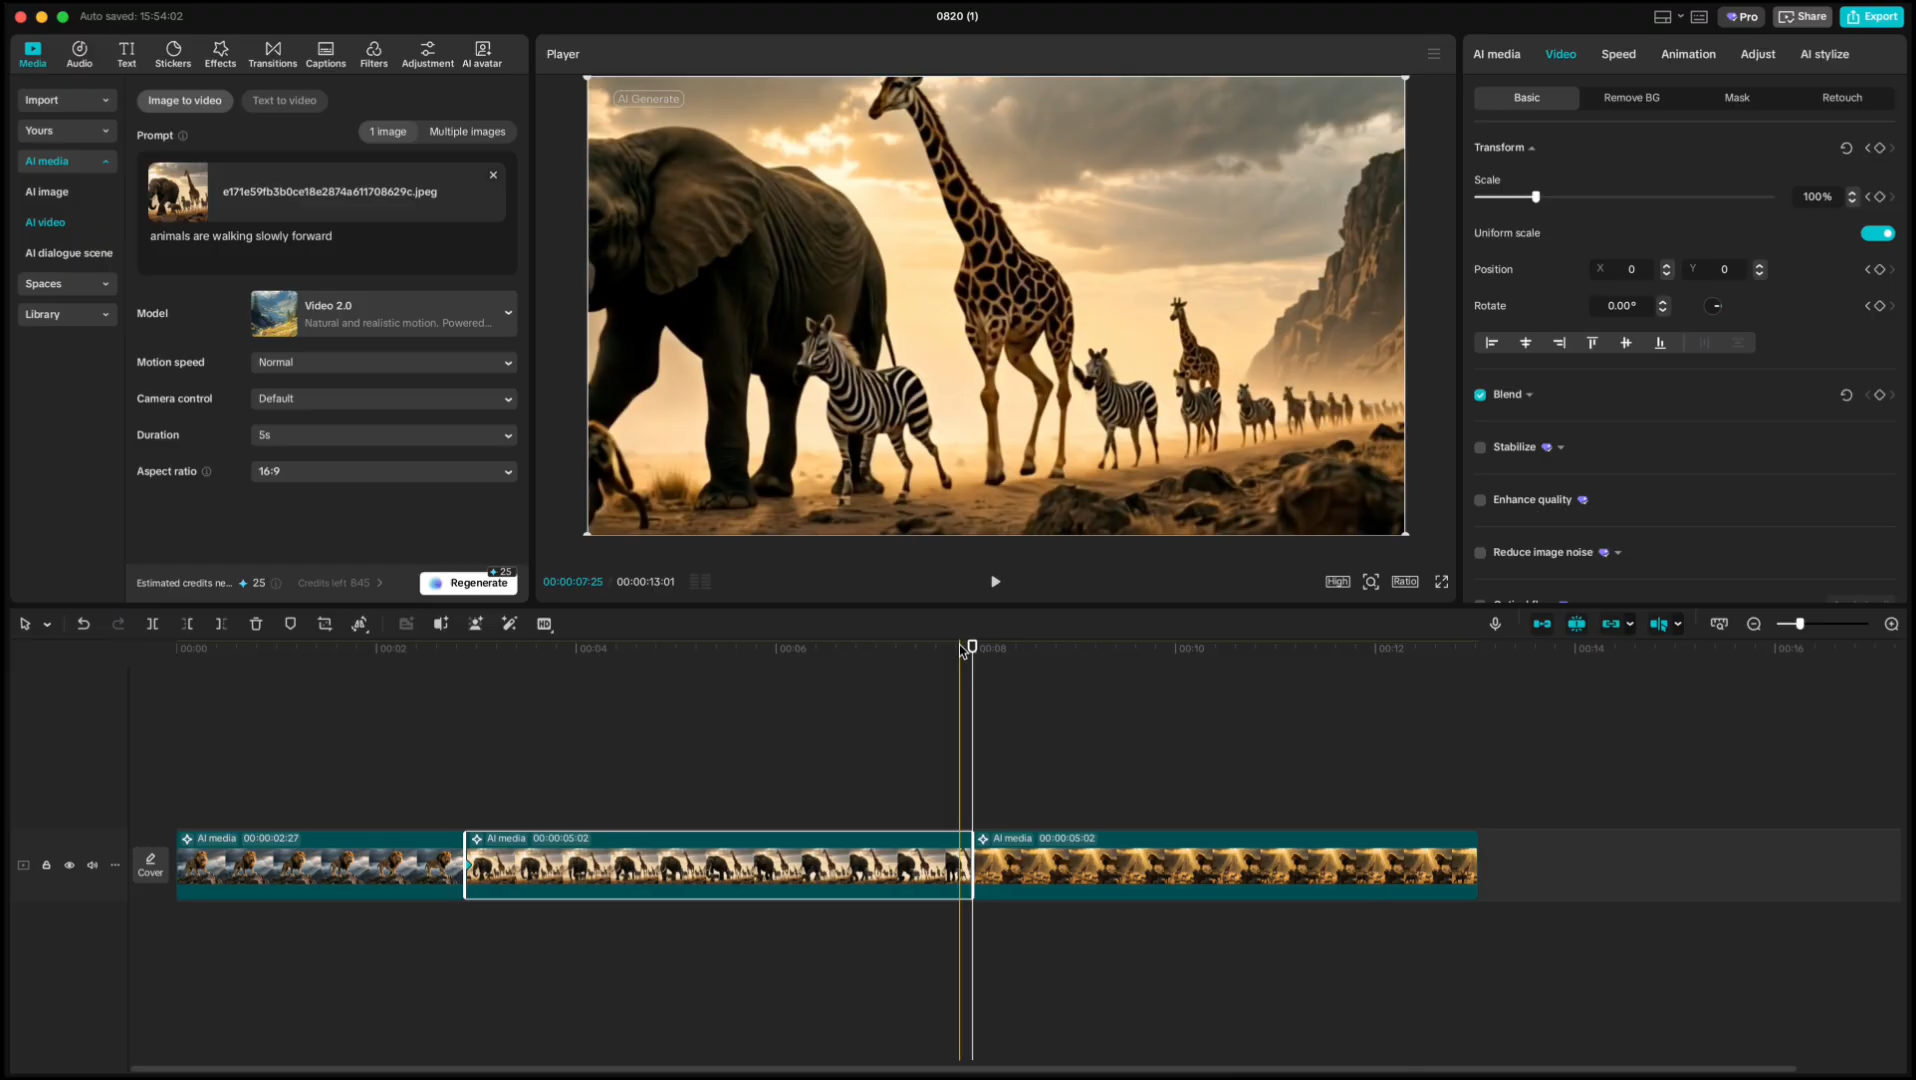 Auto saved: 15:54:02
0820 (1)
Pro
Share
Export
Media
Audio
Text
Stickers
Effects
Transitions
Captions
Filters
Adjustment
AI avatar
Import
Yours
AI media
AI image
AI video
AI dialogue scene
Spaces
Library
Image to video
Text to video
Prompt
1 image
Multiple images
e171e59fb3b0ce18e2874a611708629c.jpeg
animals are walking slowly forward
Model
Video 2.0
Natural and realistic motion. Powered...
Motion speed
Normal
Camera control
Default
Duration
5s
Aspect ratio
16:9
Estimated credits ne... 25
Credits left 845
25
Regenerate
Player
AI Generate
00:00:07:25 / 00:00:13:01
High
Ratio
AI media
Video
Speed
Animation
Adjust
AI stylize
Basic
Remove BG
Mask
Retouch
Transform
Scale
100%
Uniform scale
Position
X 0
Y 0
Rotate
0.00°
Blend
Stabilize
Enhance quality
Reduce image noise
HD
00:00
00:02
00:04
00:06
00:08
00:10
00:12
00:14
00:16
Cover
AI media 00:00:02:27
AI media 00:00:05:02
AI media 00:00:05:02